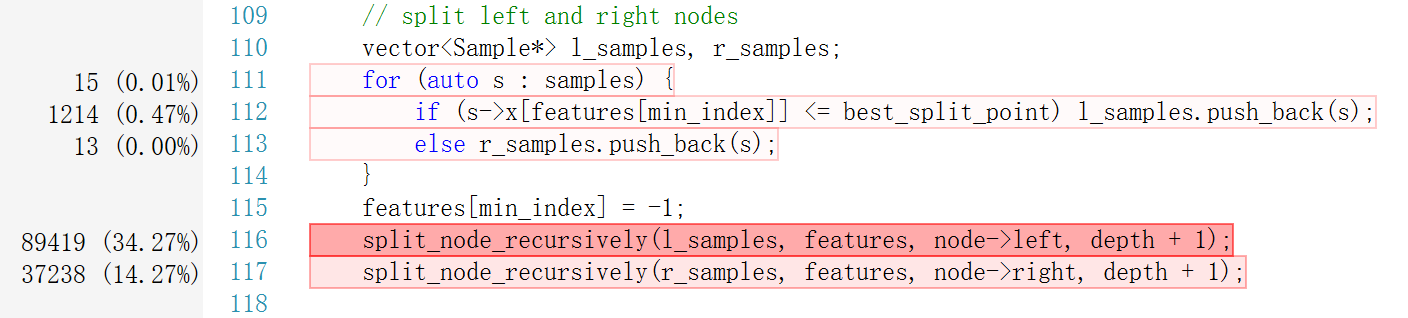 109 // split left and right nodes
110 vector<Sample*> l_samples, r_samples;
15 (0.01%) 111 for (auto s : samples) {
1214 (0.47%) 112 if (s->x[features[min_index]] <= best_split_point) l_samples.push_back(s);
13 (0.00%) 113 else r_samples.push_back(s);
114 }
115 features[min_index] = -1;
89419 (34.27%) 116 split_node_recursively(l_samples, features, node->left, depth + 1);
37238 (14.27%) 117 split_node_recursively(r_samples, features, node->right, depth + 1);
118